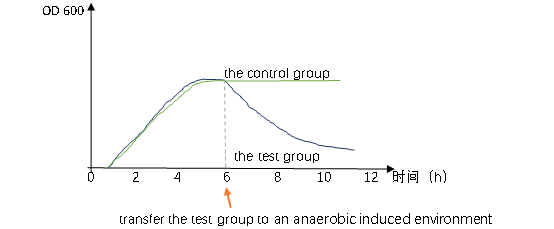 OD 600
the control group
the test group
0 2 4 6 8 10 12 时间（h）
transfer the test group to an anaerobic induced environment